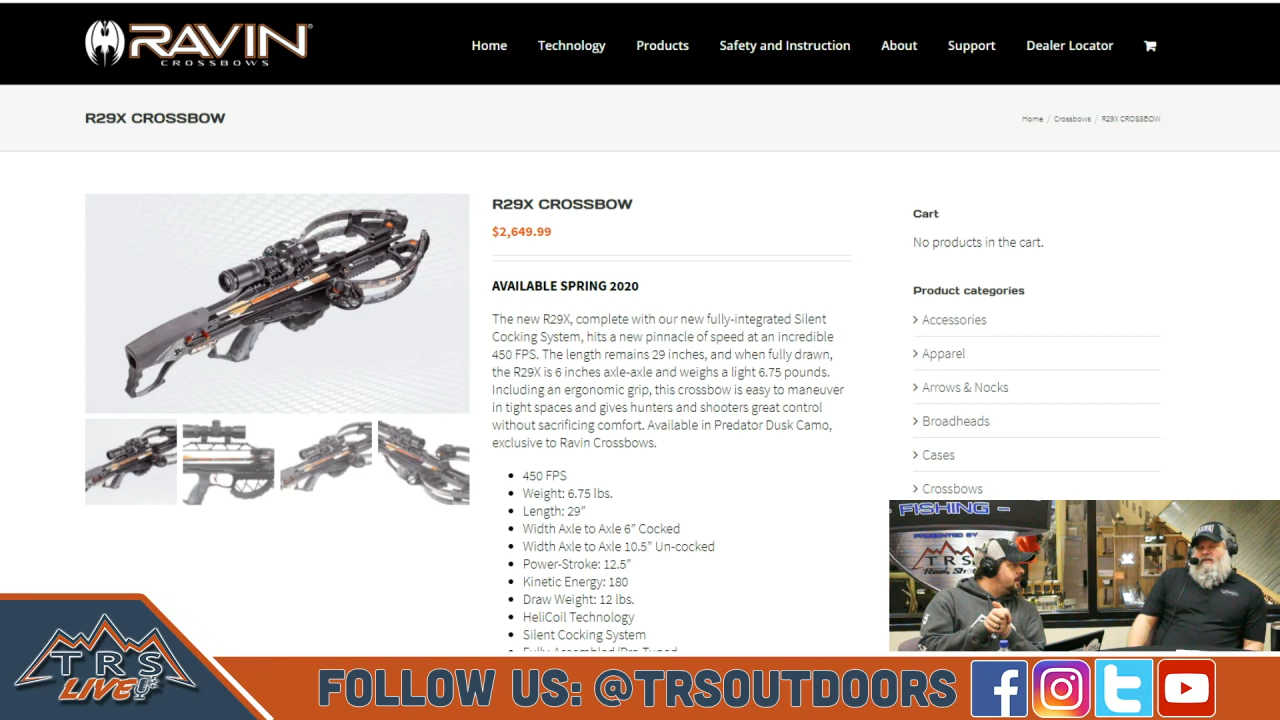 RAVIN®
CROSSBOWS
Home
Technology
Products
Safety and Instruction
About
Support
Dealer Locator
R29X CROSSBOW
Home / Crossbows / R29X CROSSBOW
R29X CROSSBOW
$2,649.99
AVAILABLE SPRING 2020
The new R29X, complete with our new fully-integrated Silent
Cocking System, hits a new pinnacle of speed at an incredible
450 FPS. The length remains 29 inches, and when fully drawn,
the R29X is 6 inches axle-axle and weighs a light 6.75 pounds.
Including an ergonomic grip, this crossbow is easy to maneuver
in tight spaces and gives hunters and shooters great control
without sacrificing comfort. Available in Predator Dusk Camo,
exclusive to Ravin Crossbows.
450 FPS
Weight: 6.75 lbs.
Length: 29”
Width Axle to Axle 6” Cocked
Width Axle to Axle 10.5” Un-cocked
Power-Stroke: 12.5”
Kinetic Energy: 180
Draw Weight: 12 lbs.
HeliCoil Technology
Silent Cocking System
Fully Assembled/Pre-Tuned
Cart
No products in the cart.
Product categories
> Accessories
> Apparel
> Arrows & Nocks
> Broadheads
> Cases
> Crossbows
- FISHING -
PRESENTED BY
TRS
TRS
LIVE
FOLLOW US: @TRSOUTDOORS